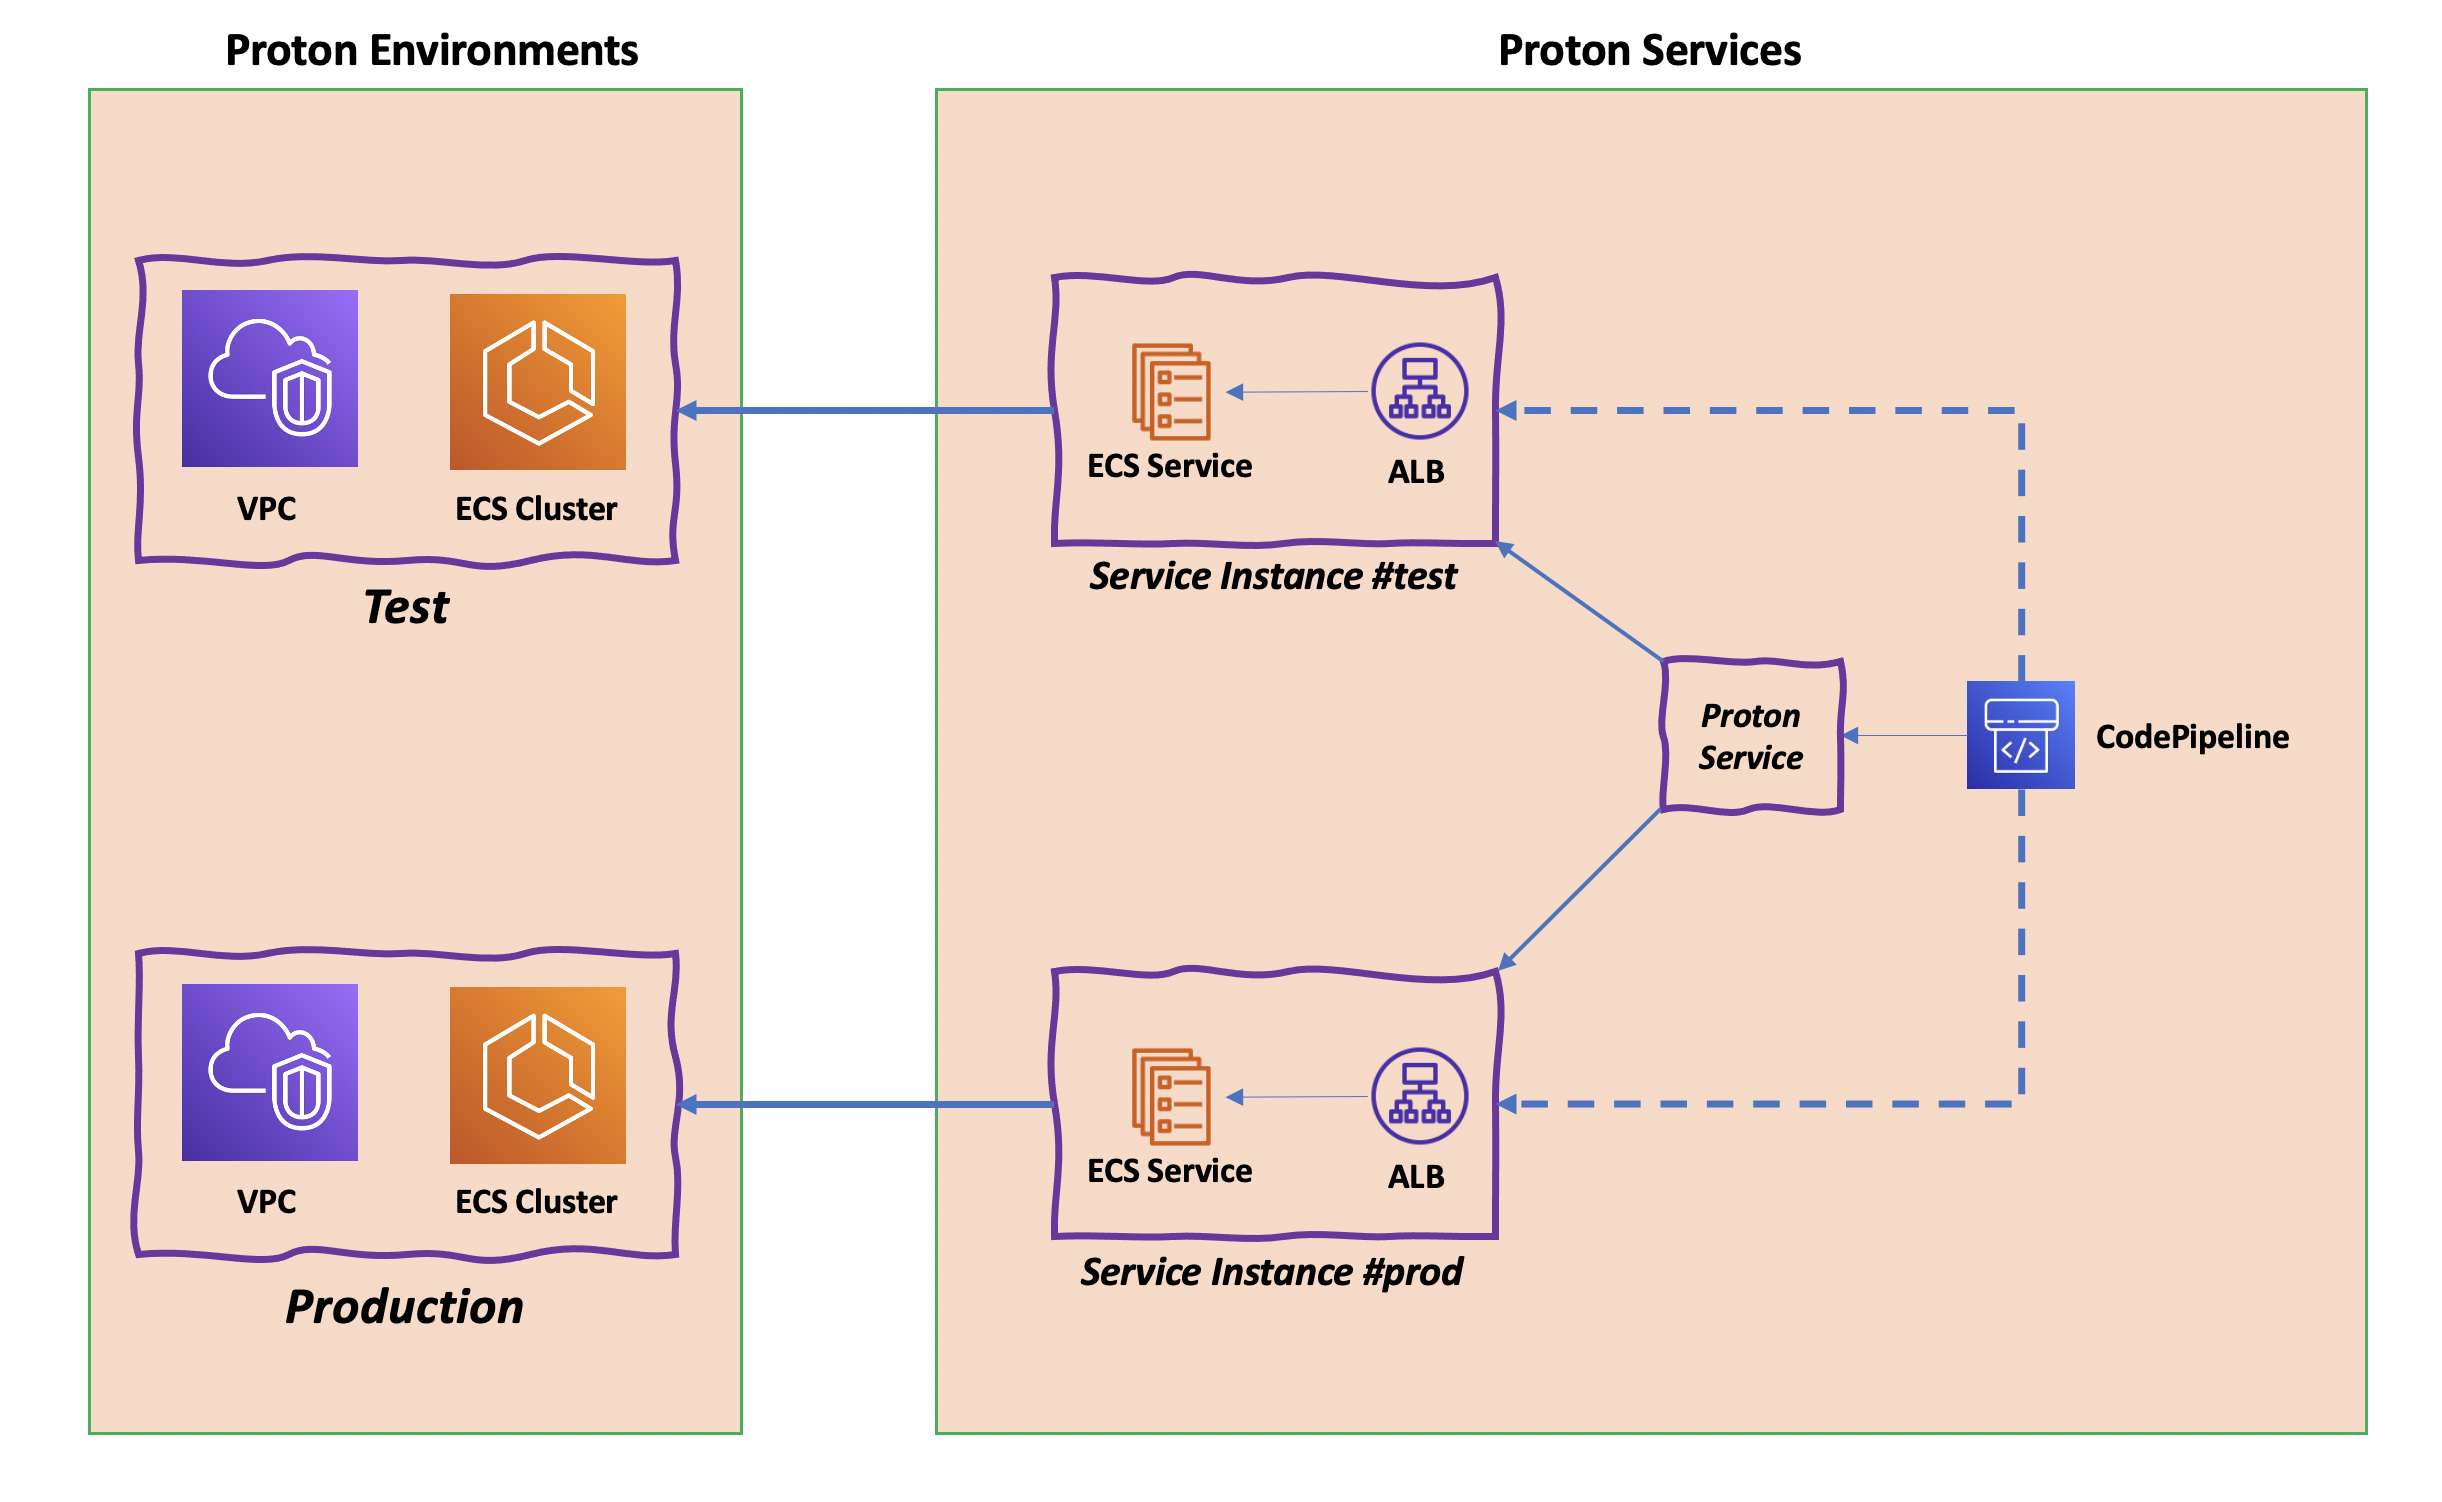 Proton Environments
Proton Services
VPC
ECS Cluster
Test
ECS Service
ALB
Service Instance #test
Proton
Service
</>
CodePipeline
VPC
ECS Cluster
Production
ECS Service
ALB
Service Instance #prod